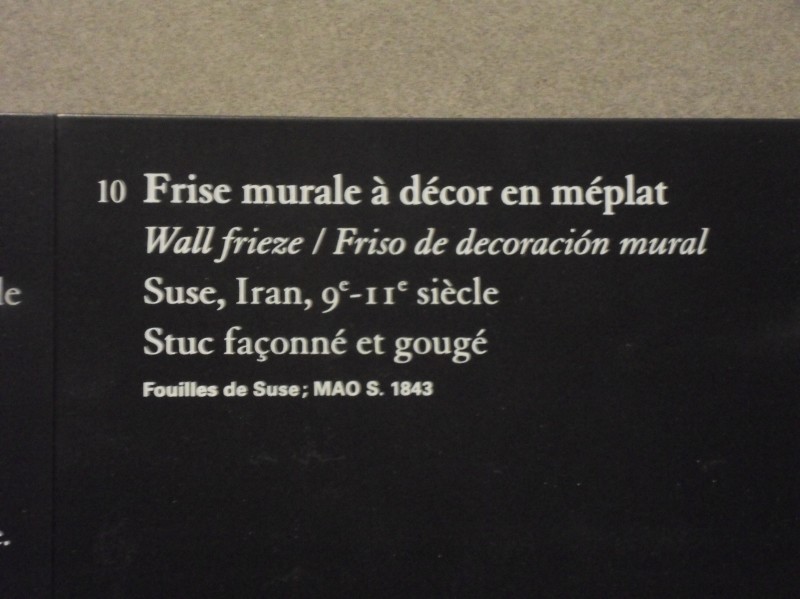 10 Frise murale à décor en méplat
Wall frieze / Friso de decoración mural
Suse, Iran, 9e-11e siècle
Stuc façonné et gougé
Fouilles de Suse; MAO S. 1843